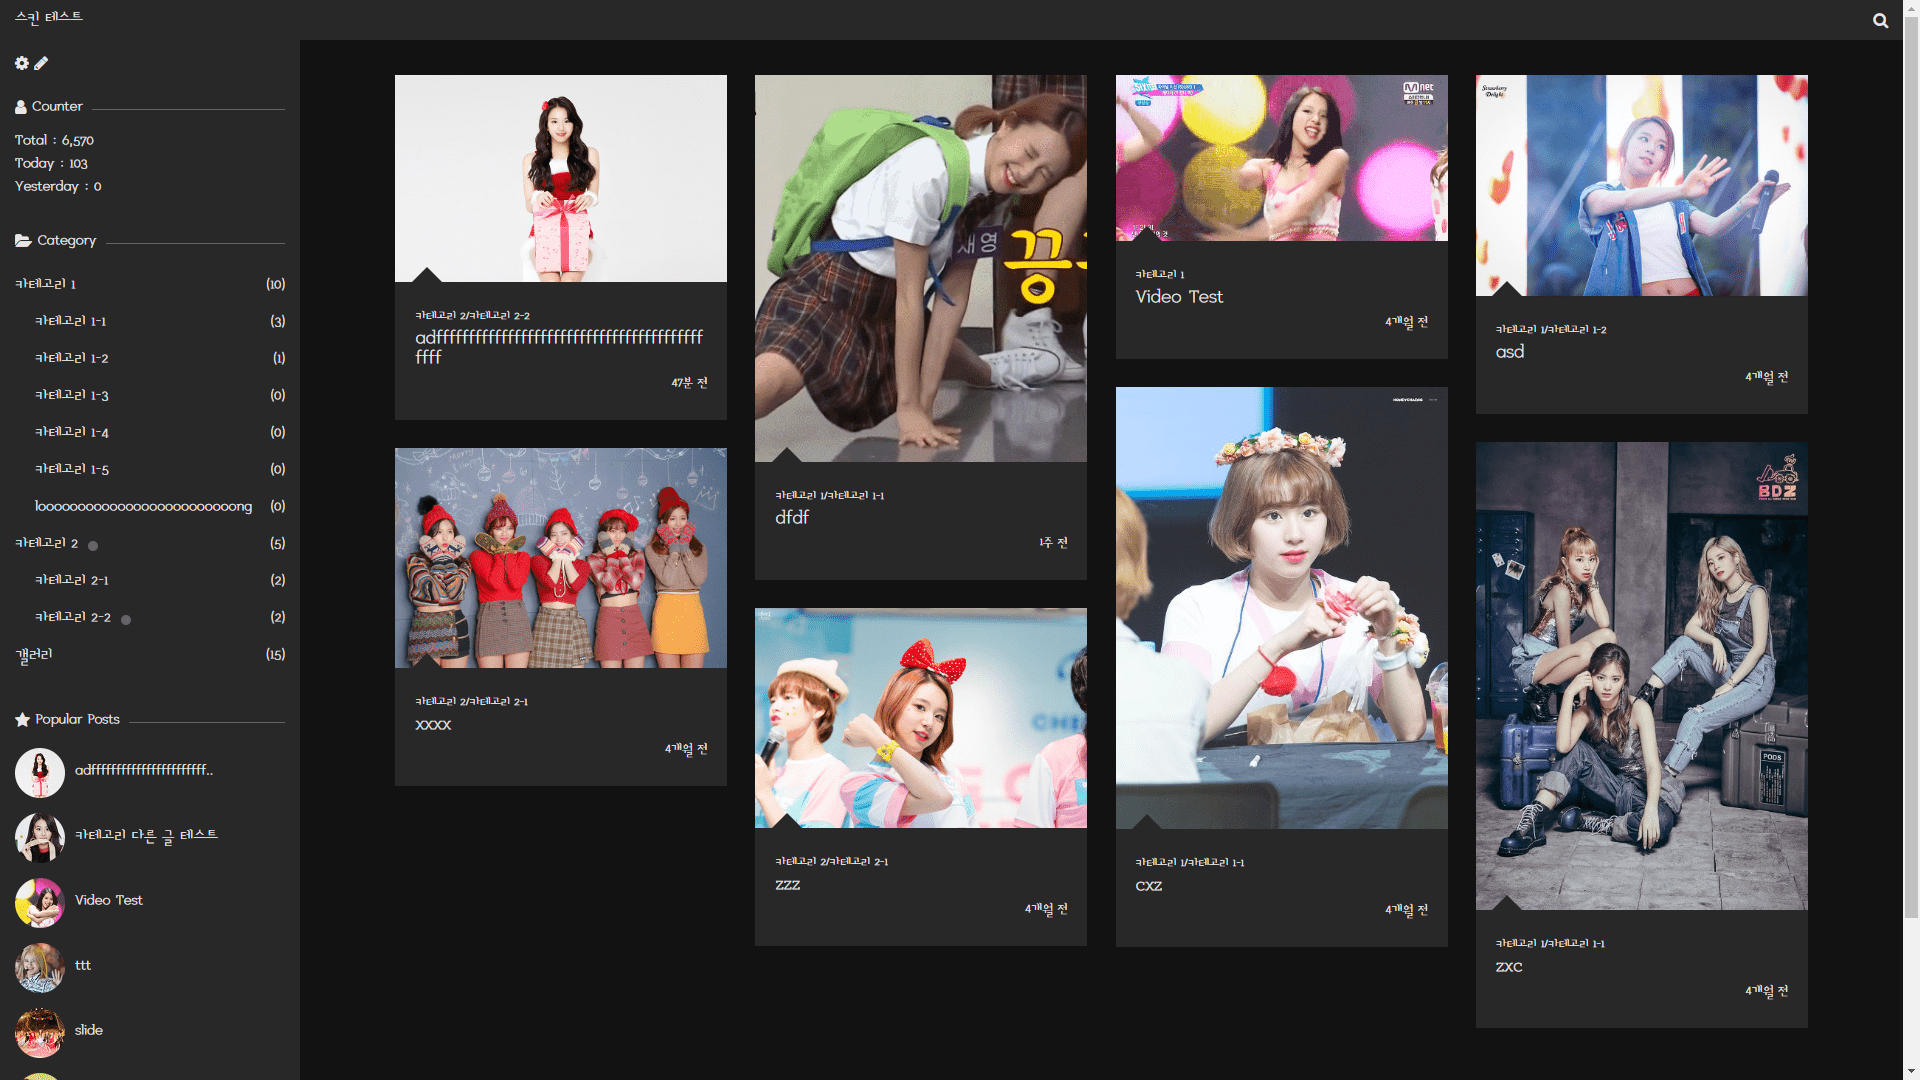 스킨 테스트
Counter
Total : 6,570
Today : 103
Yesterday : 0
Category
카테고리 1 (10)
카테고리 1-1 (3)
카테고리 1-2 (1)
카테고리 1-3 (0)
카테고리 1-4 (0)
카테고리 1-5 (0)
looooooooooooooooooooooooong (0)
카테고리 2 (5)
카테고리 2-1 (2)
카테고리 2-2 (2)
갤러리 (15)
Popular Posts
adfffffffffffffffffffffff..
카테고리 다른 글 테스트
Video Test
ttt
slide
카테고리 2/카테고리 2-2
adfffffffffffffffffffffffffffffffffffffffff
ffff
47분 전
카테고리 2/카테고리 2-1
xxxx
4개월 전
채영
카테고리 1/카테고리 1-1
dfdf
1주 전
카테고리 2/카테고리 2-1
zzz
4개월 전
Mnet
카테고리 1
Video Test
4개월 전
카테고리 1/카테고리 1-1
cxz
4개월 전
Strawberry
Delight
카테고리 1/카테고리 1-2
asd
4개월 전
BDZ
PODS
카테고리 1/카테고리 1-1
zxc
4개월 전